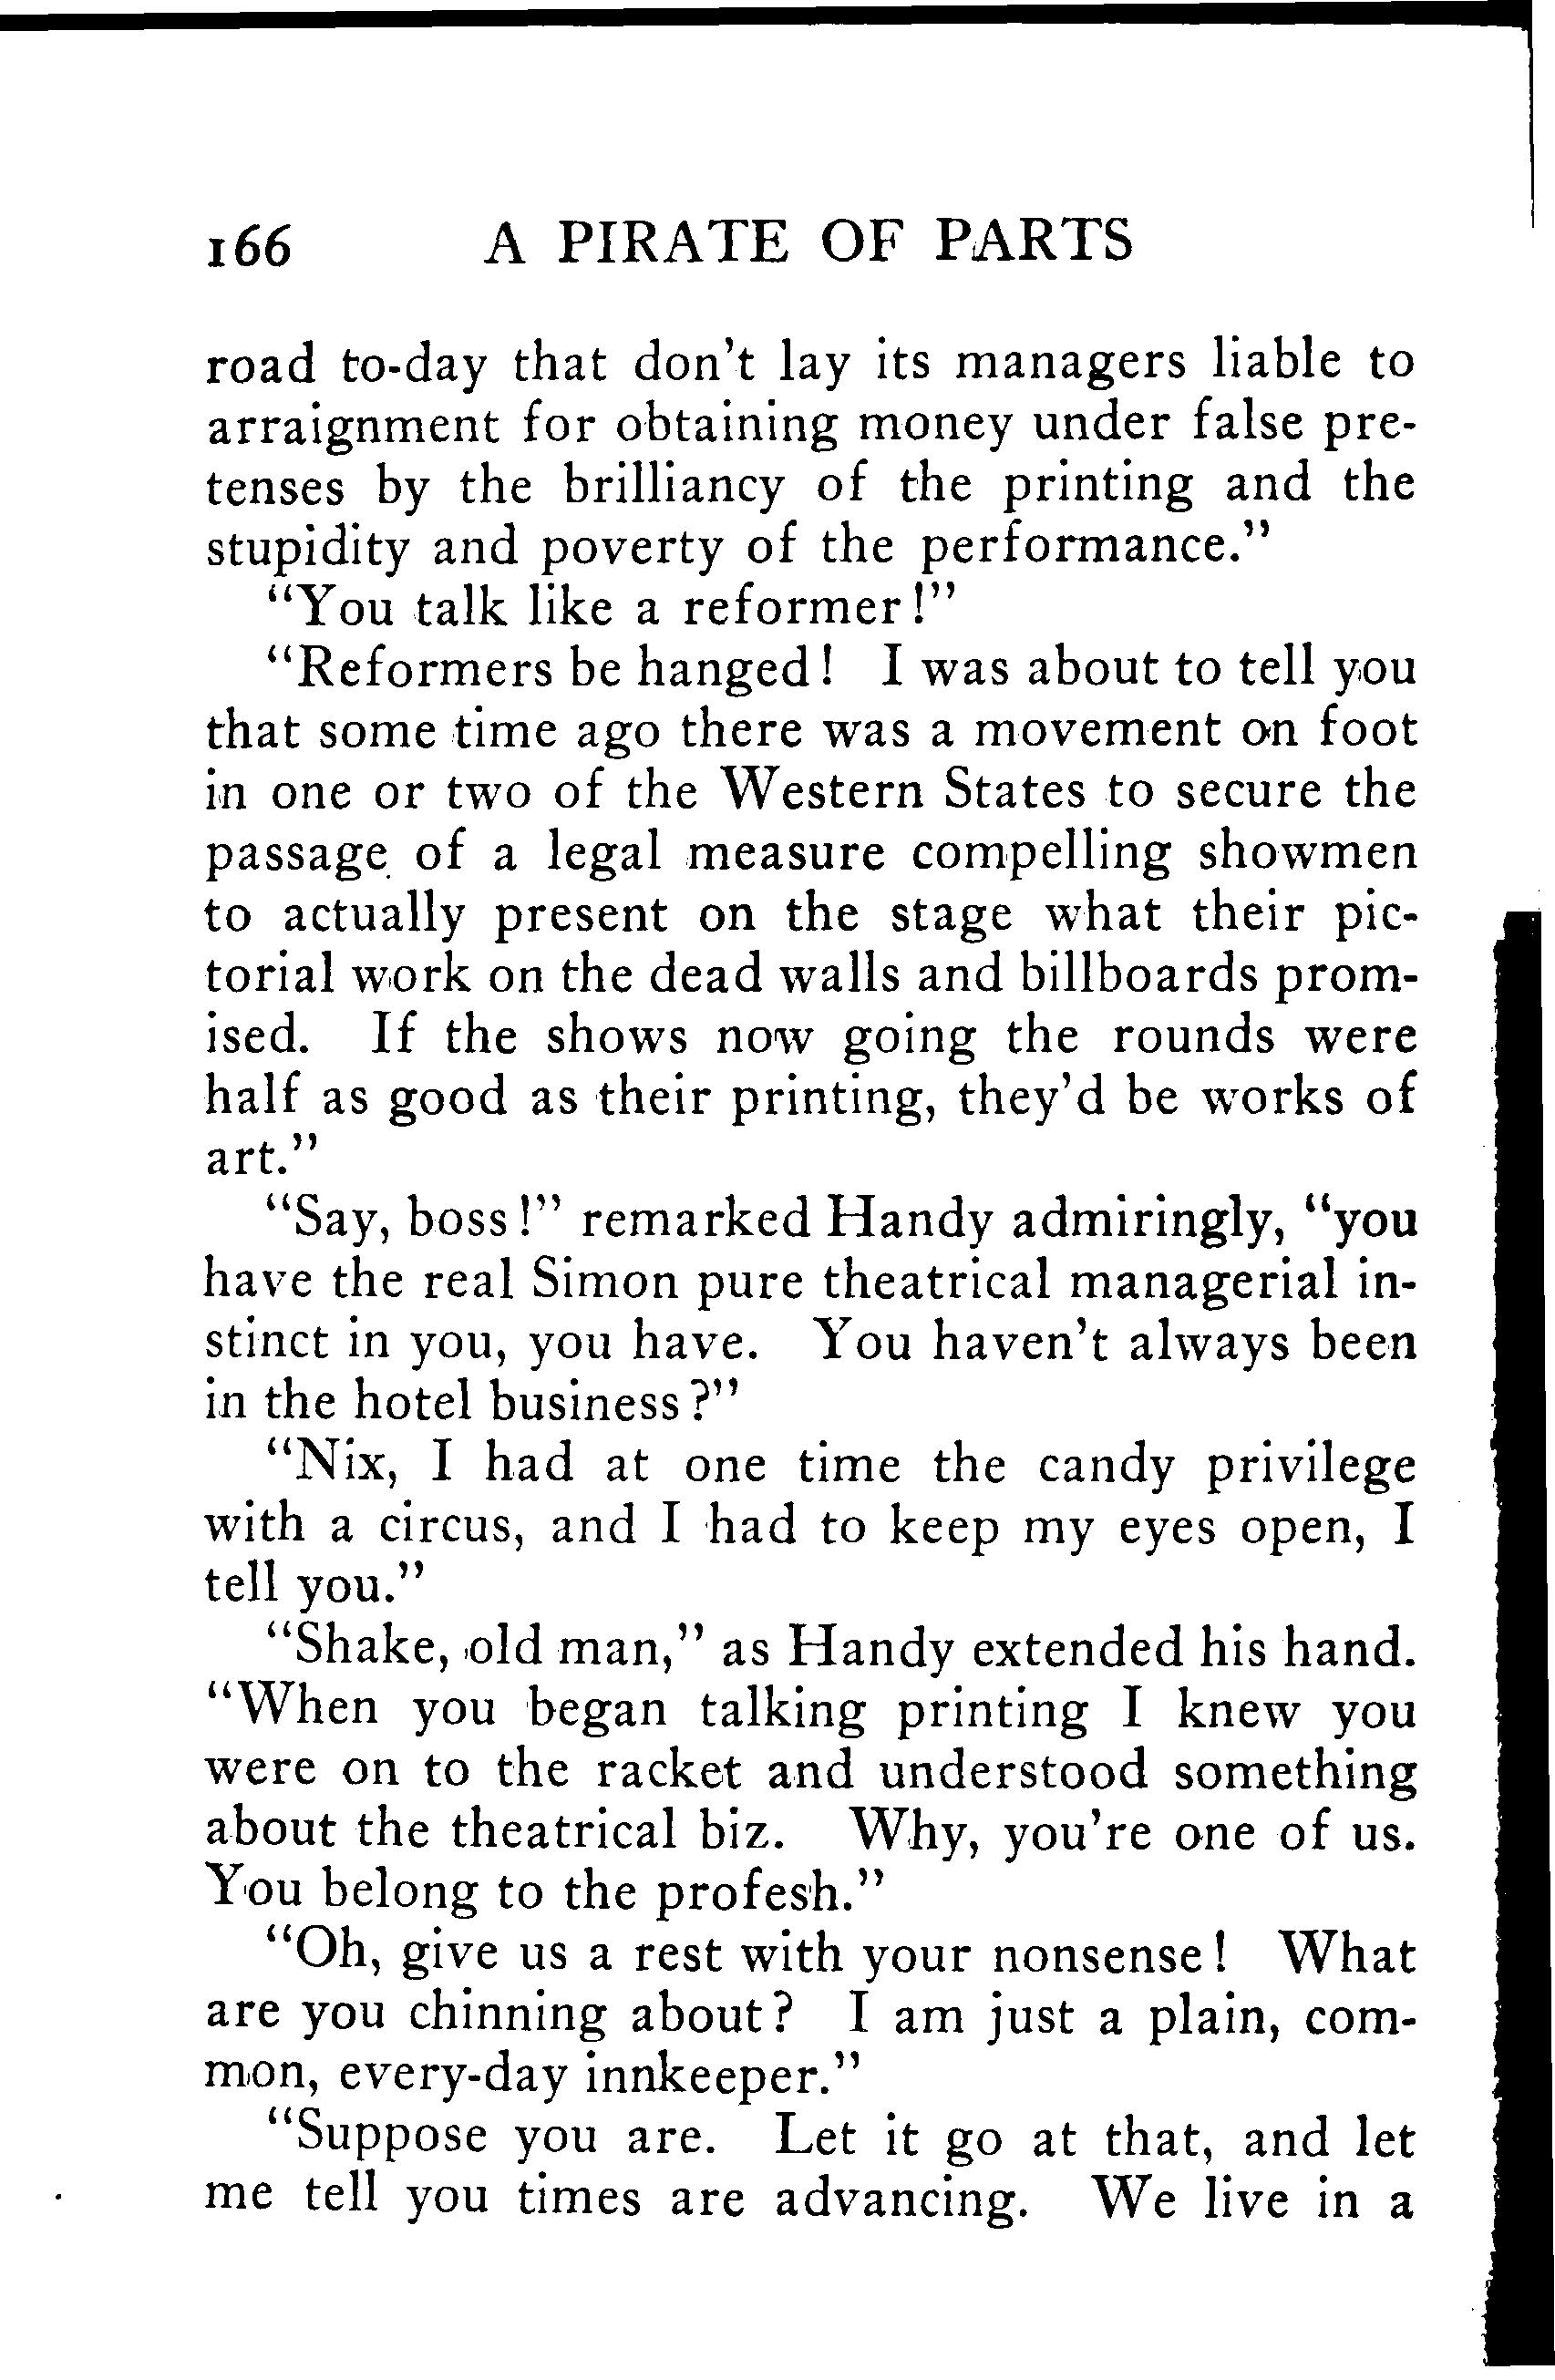 166 A PIRATE OF PARTS
road to-day that don't lay its managers liable to
arraignment for obtaining money under false pre-
tenses by the brilliancy of the printing and the
stupidity and poverty of the performance."
"You talk like a reformer!"
"Reformers be hanged! I was about to tell you
that some time ago there was a movement on foot
in one or two of the Western States to secure the
passage of a legal measure compelling showmen
to actually present on the stage what their pic-
torial work on the dead walls and billboards prom-
ised. If the shows now going the rounds were
half as good as their printing, they'd be works of
art."
"Say, boss!" remarked Handy admiringly, "you
have the real Simon pure theatrical managerial in-
stinct in you, you have. You haven't always been
in the hotel business?"
"Nix, I had at one time the candy privilege
with a circus, and I had to keep my eyes open, I
tell you."
"Shake, old man," as Handy extended his hand.
"When you began talking printing I knew you
were on to the racket and understood something
about the theatrical biz. Why, you're one of us.
You belong to the profesh."
"Oh, give us a rest with your nonsense! What
are you chinning about? I am just a plain, com-
mon, every-day innkeeper."
"Suppose you are. Let it go at that, and let
me tell you times are advancing. We live in a